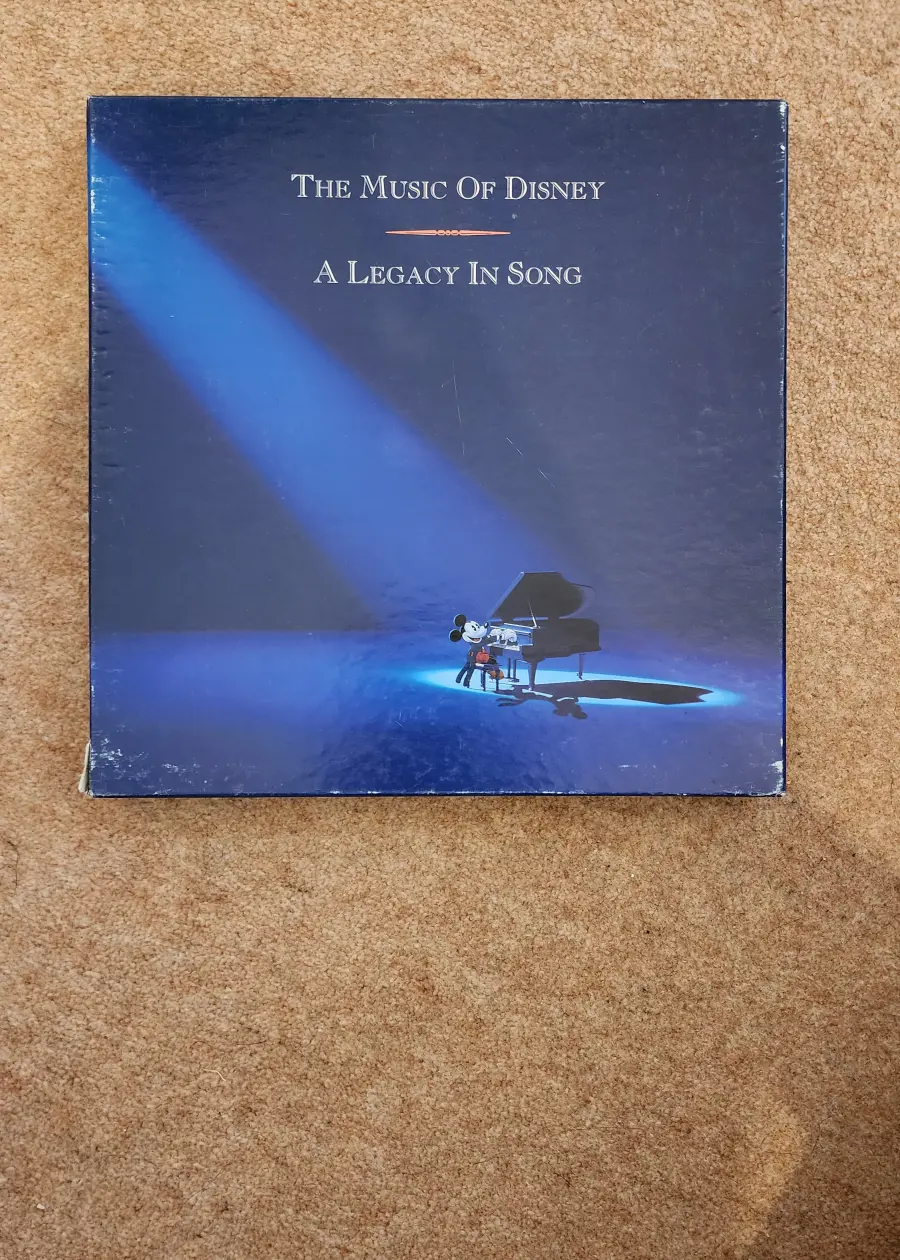 The Music Of Disney
A Legacy In Song